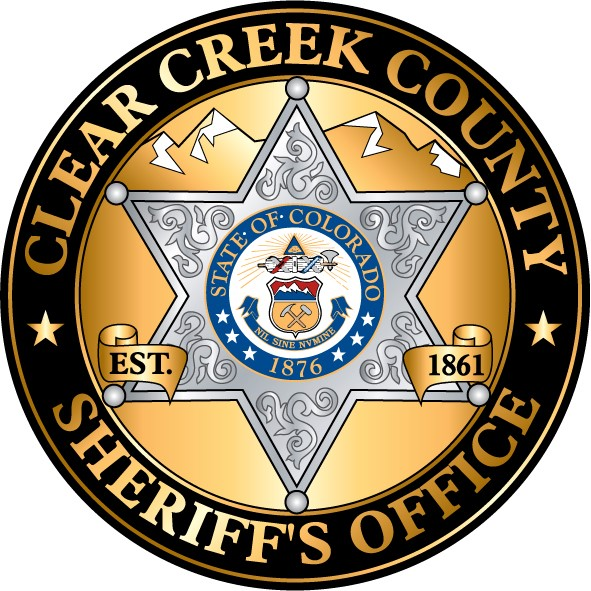 CLEAR CREEK COUNTY
STATE·OF·COLORADO
NIL SINE NVMINE
1876
EST.
1861
SHERIFF'S OFFICE